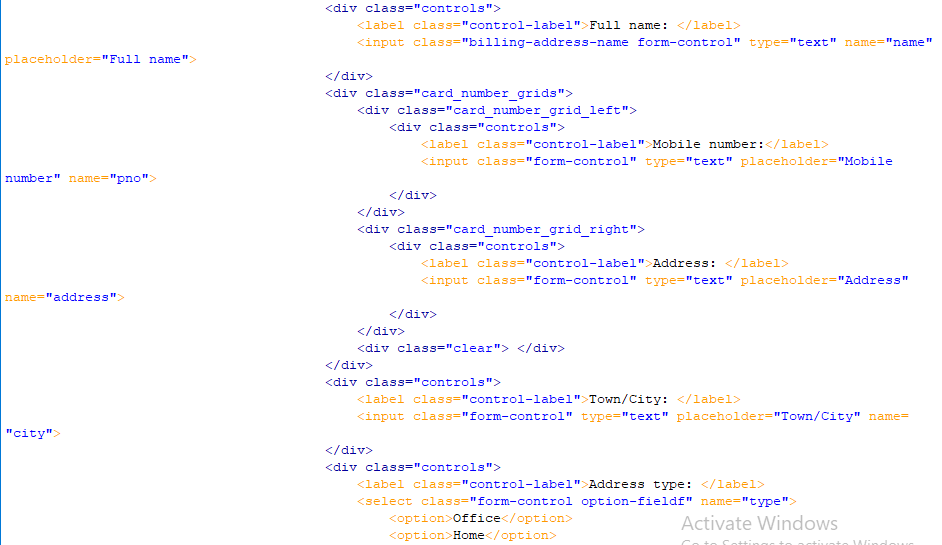 <div class="controls">
<label class="control-label">Full name: </label>
<input class="billing-address-name form-control" type="text" name="name"
placeholder="Full name">
</div>
<div class="card_number_grids">
<div class="card_number_grid_left">
<div class="controls">
<label class="control-label">Mobile number:</label>
<input class="form-control" type="text" placeholder="Mobile
number" name="pno">
</div>
</div>
<div class="card_number_grid_right">
<div class="controls">
<label class="control-label">Address: </label>
<input class="form-control" type="text" placeholder="Address"
name="address">
</div>
</div>
<div class="clear"> </div>
</div>
<div class="controls">
<label class="control-label">Town/City: </label>
<input class="form-control" type="text" placeholder="Town/City" name=
"city">
</div>
<div class="controls">
<label class="control-label">Address type: </label>
<select class="form-control option-fieldf" name="type">
<option>Office</option>
<option>Home</option>
Activate Windows
Go to Settings to activate Windows